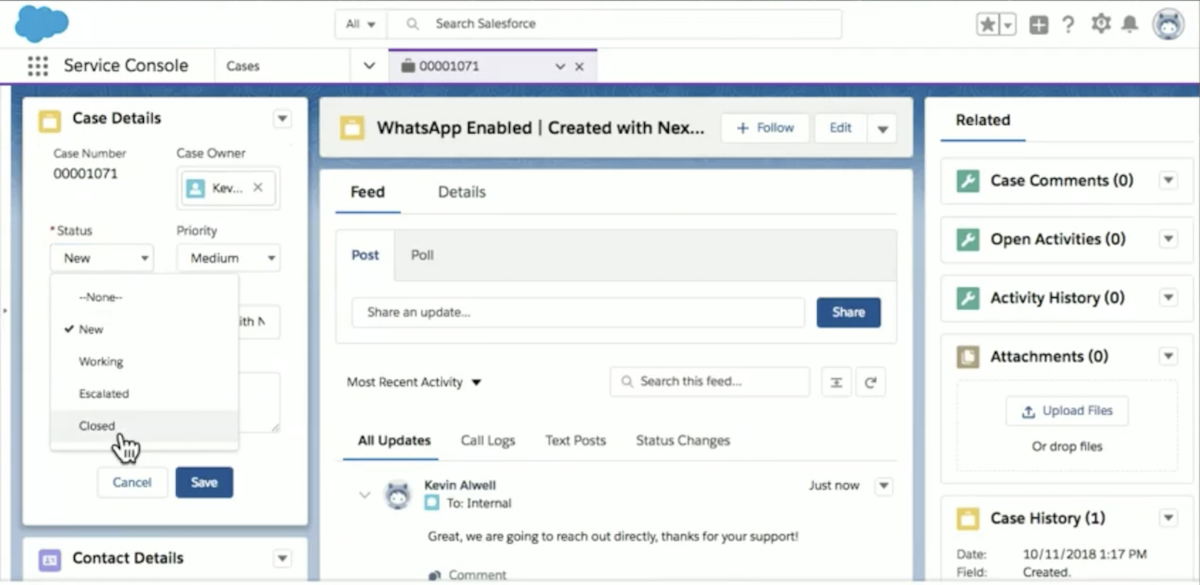 All
Search Salesforce
Service Console
Cases
00001071
Case Details
Case Number
Case Owner
00001071
Kev...
*Status
Priority
New
Medium
--None--
New
Working
Escalated
Closed
ith N
Cancel
Save
Contact Details
WhatsApp Enabled | Created with Nex...
+ Follow
Edit
Feed
Details
Post
Poll
Share an update...
Share
Most Recent Activity
Search this feed...
All Updates
Call Logs
Text Posts
Status Changes
Kevin Alwell
Just now
To: Internal
Great, we are going to reach out directly, thanks for your support!
Comment
Related
Case Comments (0)
Open Activities (0)
Activity History (0)
Attachments (0)
Upload Files
Or drop files
Case History (1)
Date: 10/11/2018 1:17 PM
Field: Created.